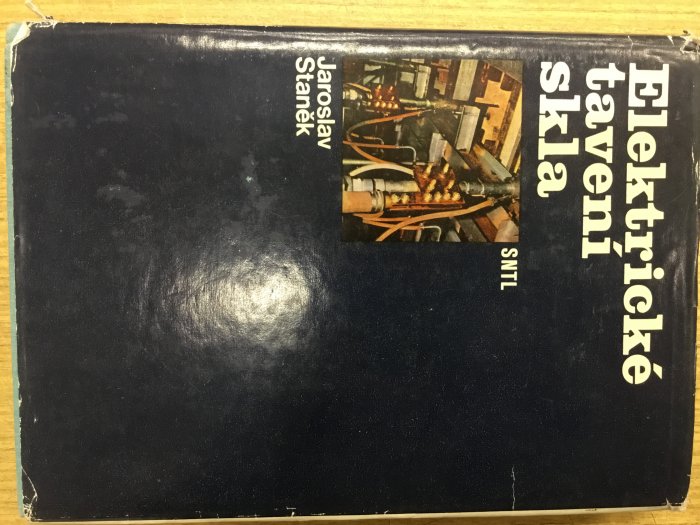 Elektrické
tavení
skla
SNTL
Jaroslav
Staněk